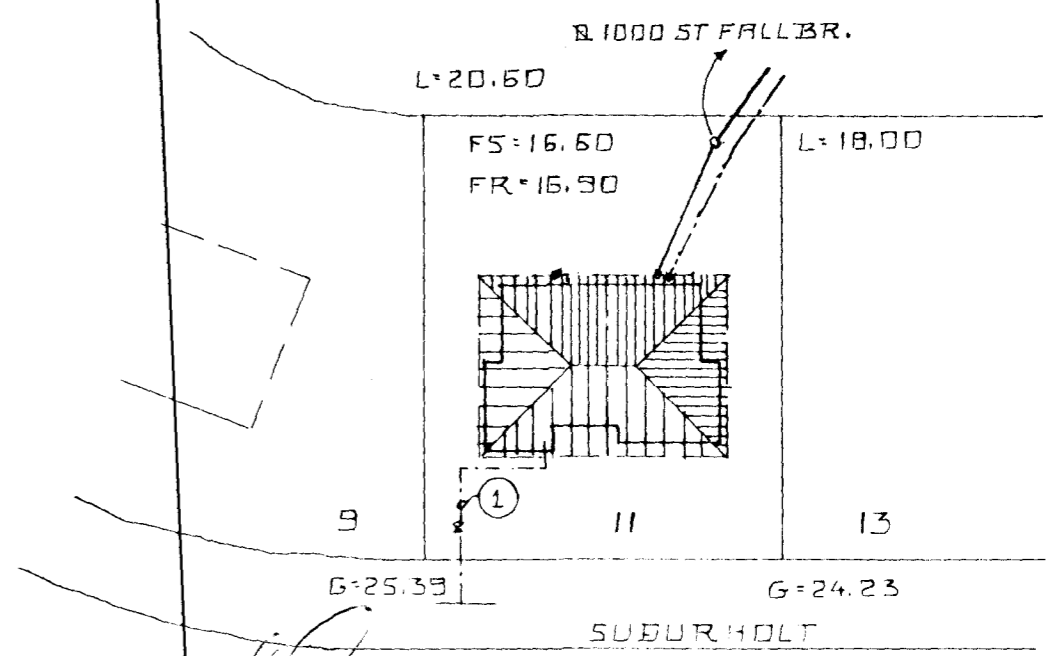 1000 ST FALLBR.
L=20.60
FS=16.60
L=18.00
FR=16.90
1
9
11
13
G=25.39
G=24.23
SUÐURHOLT